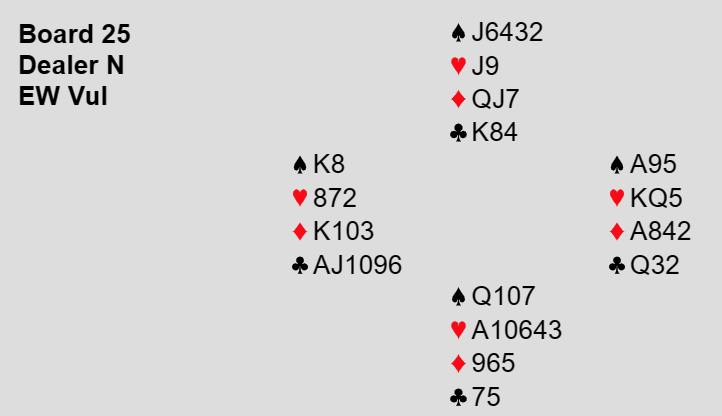 Board 25
Dealer N
EW Vul
♠ J6432
♥ J9
♦ QJ7
♣ K84
♠ K8
♥ 872
♦ K103
♣ AJ1096
♠ A95
♥ KQ5
♦ A842
♣ Q32
♠ Q107
♥ A10643
♦ 965
♣ 75